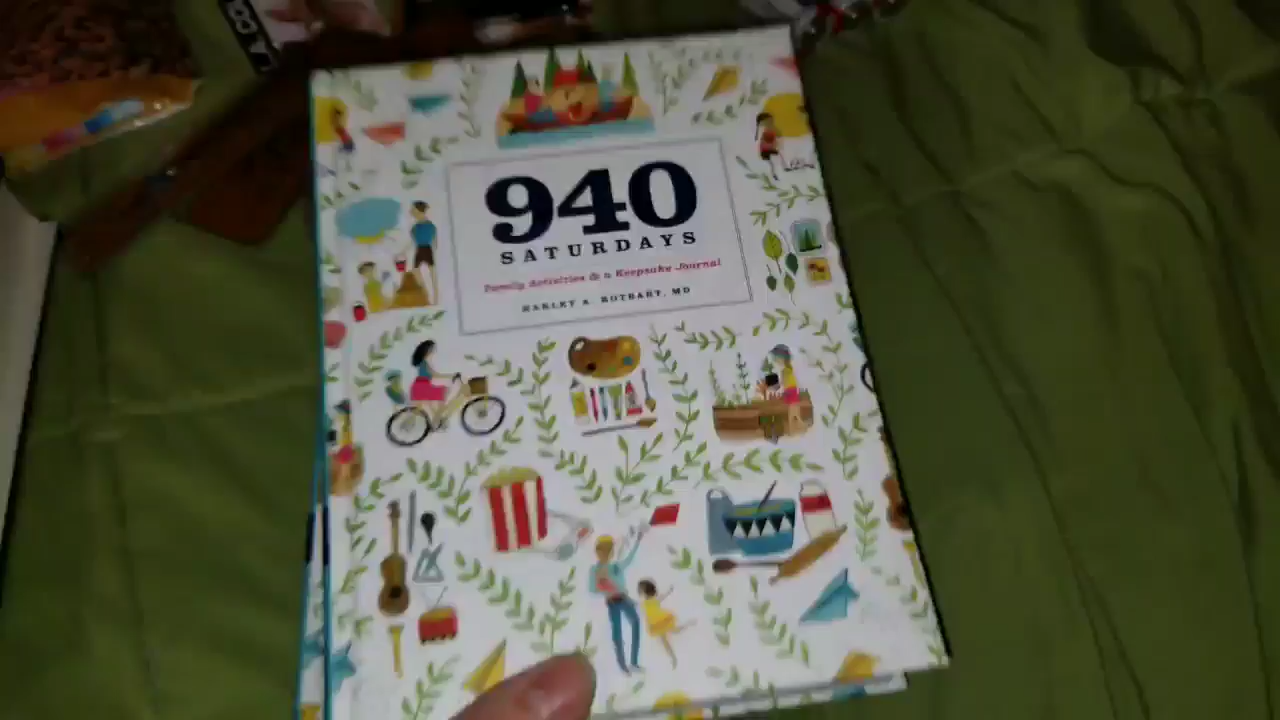 940
SATURDAYS
Family Activities & a Keepsake Journal
HARLEY A. ROTBART, MD